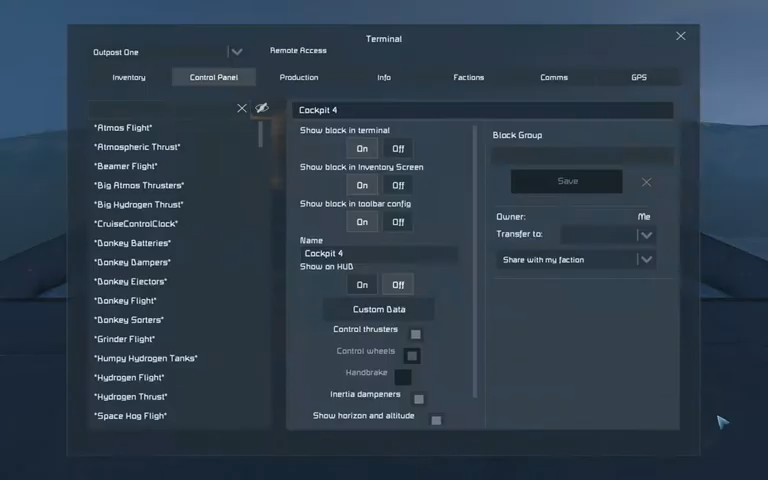 Terminal
Outpost One
Remote Access
Inventory
Control Panel
Production
Info
Factions
Comms
GPS
*Atmos Flight*
*Atmospheric Thrust*
*Beamer Flight*
*Big Atmos Thrusters*
*Big Hydrogen Thrust*
*CruiseControlClock*
*Donkey Batteries*
*Donkey Dampers*
*Donkey Ejectors*
*Donkey Flight*
*Donkey Sorters*
*Grinder Flight*
*Humpy Hydrogen Tanks*
*Hydrogen Flight*
*Hydrogen Thrust*
*Space Hog Fligh*
Cockpit 4
Show block in terminal
On Off
Show block in Inventory Screen
On Off
Show block in toolbar config
On Off
Name
Cockpit 4
Show on HUD
On Off
Custom Data
Control thrusters
Control wheels
Handbrake
Inertia dampeners
Show horizon and altitude
Block Group
Save
Owner: Me
Transfer to:
Share with my faction